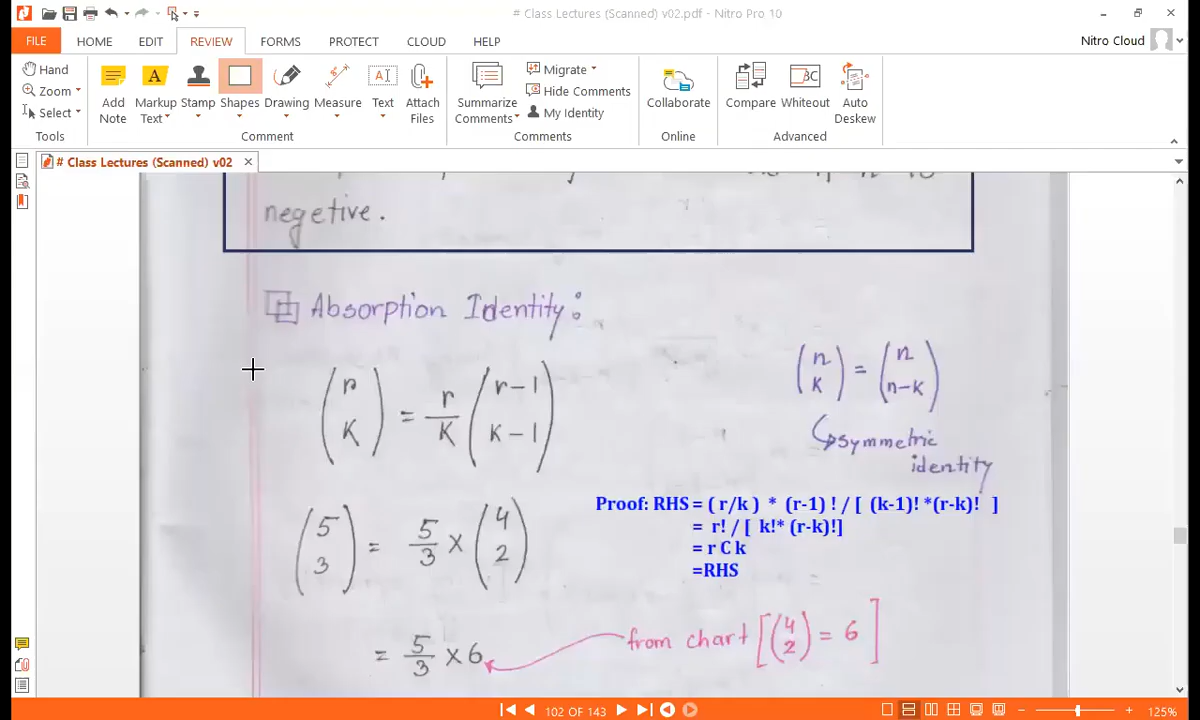 # Class Lectures (Scanned) v02.pdf - Nitro Pro 10
FILE HOME EDIT REVIEW FORMS PROTECT CLOUD HELP
Nitro Cloud
Hand
Zoom
Select
Tools
Add Note
Markup Text
Stamp
Shapes
Drawing
Measure
Text
Attach Files
Comment
Summarize Comments
Migrate
Hide Comments
My Identity
Comments
Collaborate
Online
Compare
Whiteout
Auto Deskew
Advanced
# Class Lectures (Scanned) v02
negetive.
Absorption Identity:
(r K) = r/K (r-1 K-1)
(n K) = (n n-K)
symmetric
identity
Proof: RHS = ( r/k ) * (r-1) ! / [ (k-1)! *(r-k)! ]
= r! / [ k!* (r-k)!]
= r C k
=RHS
(5 3) = 5/3 × (4 2)
= 5/3 × 6
from chart [(4 2) = 6]
102 OF 143
125%